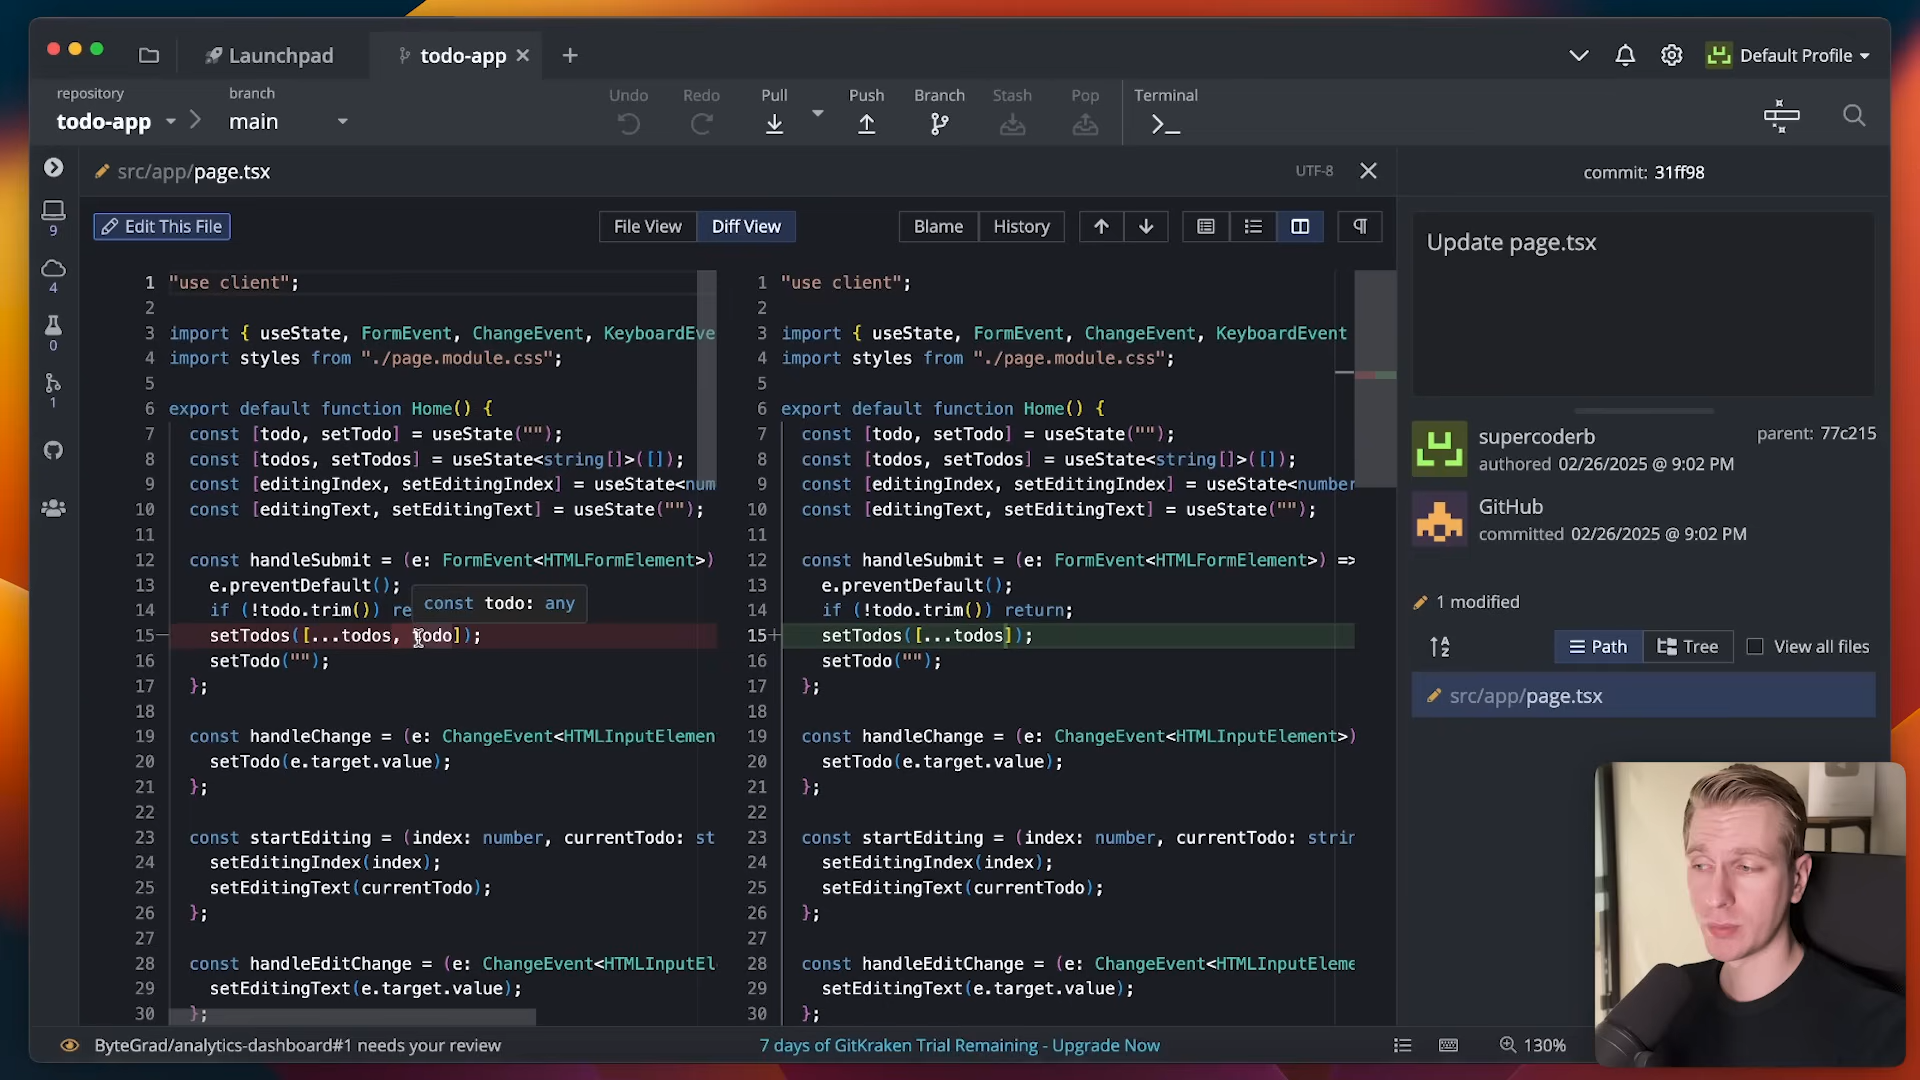 Launchpad
todo-app
Default Profile
repository
todo-app
branch
main
Undo
Redo
Pull
Push
Branch
Stash
Pop
Terminal
src/app/page.tsx
UTF-8
Edit This File
File View
Diff View
Blame
History
9
4
0
1
1 "use client";
2
3 import { useState, FormEvent, ChangeEvent, KeyboardEve
4 import styles from "./page.module.css";
5
6 export default function Home() {
7 const [todo, setTodo] = useState("");
8 const [todos, setTodos] = useState<string[]>([]);
9 const [editingIndex, setEditingIndex] = useState<num
10 const [editingText, setEditingText] = useState("");
11
12 const handleSubmit = (e: FormEvent<HTMLFormElement>)
13 e.preventDefault();
const todo: any
14 if (!todo.trim()) re
15 setTodos([...todos, todo]);
16 setTodo("");
17 };
18
19 const handleChange = (e: ChangeEvent<HTMLInputElemen
20 setTodo(e.target.value);
21 };
22
23 const startEditing = (index: number, currentTodo: st
24 setEditingIndex(index);
25 setEditingText(currentTodo);
26 };
27
28 const handleEditChange = (e: ChangeEvent<HTMLInputEl
29 setEditingText(e.target.value);
30 };
1 "use client";
2
3 import { useState, FormEvent, ChangeEvent, KeyboardEvent
4 import styles from "./page.module.css";
5
6 export default function Home() {
7 const [todo, setTodo] = useState("");
8 const [todos, setTodos] = useState<string[]>([]);
9 const [editingIndex, setEditingIndex] = useState<number
10 const [editingText, setEditingText] = useState("");
11
12 const handleSubmit = (e: FormEvent<HTMLFormElement>) =>
13 e.preventDefault();
14 if (!todo.trim()) return;
15 setTodos([...todos]);
16 setTodo("");
17 };
18
19 const handleChange = (e: ChangeEvent<HTMLInputElement>)
20 setTodo(e.target.value);
21 };
22
23 const startEditing = (index: number, currentTodo: strin
24 setEditingIndex(index);
25 setEditingText(currentTodo);
26 };
27
28 const handleEditChange = (e: ChangeEvent<HTMLInputEleme
29 setEditingText(e.target.value);
30 };
commit: 31ff98
Update page.tsx
supercoderb
authored 02/26/2025 @ 9:02 PM
parent: 77c215
GitHub
committed 02/26/2025 @ 9:02 PM
1 modified
Path
Tree
View all files
src/app/page.tsx
ByteGrad/analytics-dashboard#1 needs your review
7 days of GitKraken Trial Remaining - Upgrade Now
130%